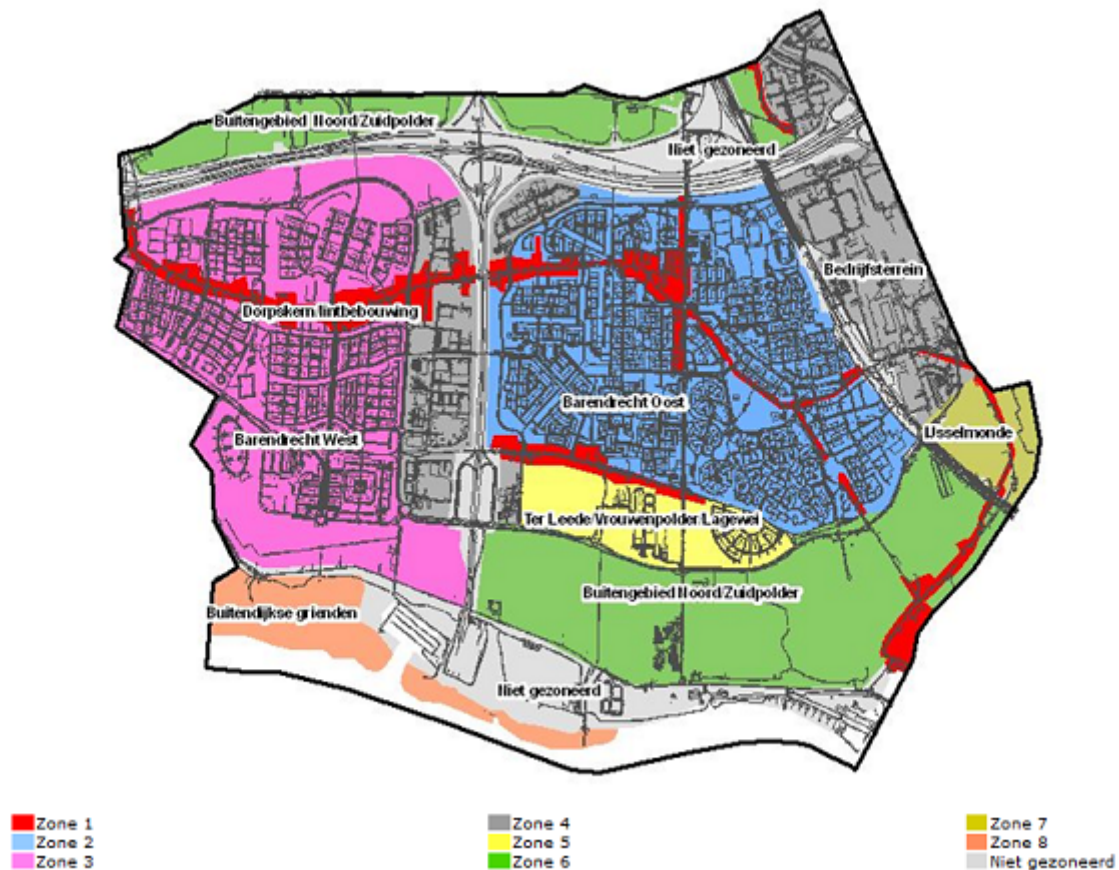 Buitengebied Noord/Zuidpolder
Niet gezoneerd
Bedrijfsterrein
Dorpskern/lintbebouwing
Barendrecht Oost
Barendrecht West
IJsselmonde
Ter Leede/Vrouwenpolder/Lagewei
Buitengebied Noord/Zuidpolder
Buitendijkse grienden
Niet gezoneerd
Zone 1
Zone 2
Zone 3
Zone 4
Zone 5
Zone 6
Zone 7
Zone 8
Niet gezoneerd